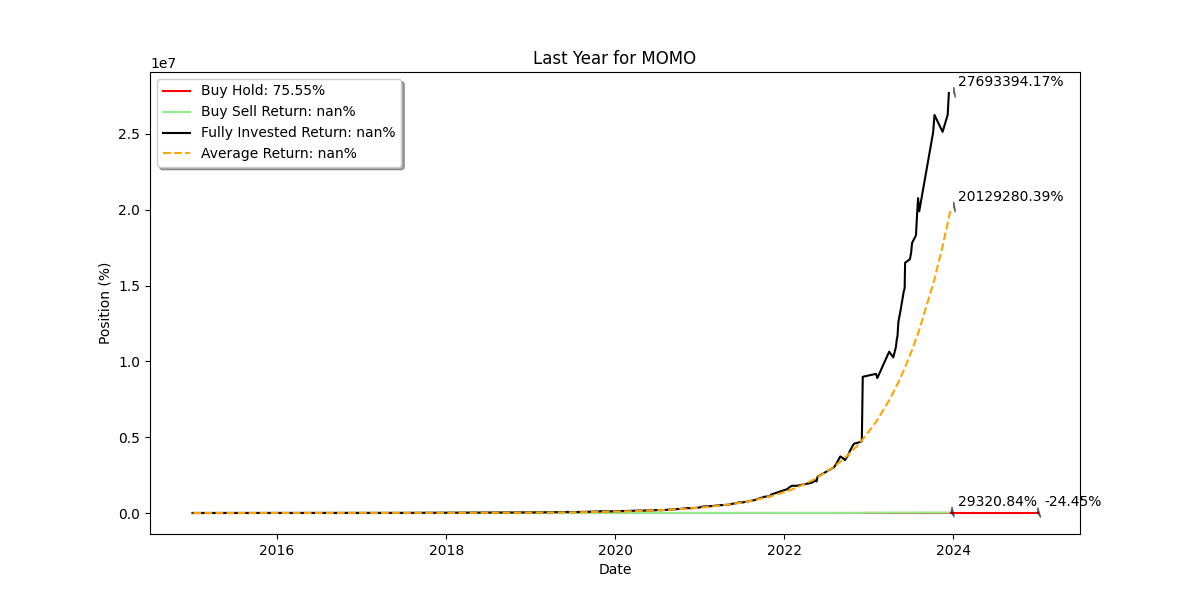 Last Year for MOMO
1e7
Buy Hold: 75.55%
Buy Sell Return: nan%
Fully Invested Return: nan%
Average Return: nan%
27693394.17%
20129280.39%
29320.84%
-24.45%
2.5
2.0
1.5
1.0
0.5
0.0
Position (%)
2016
2018
2020
2022
2024
Date